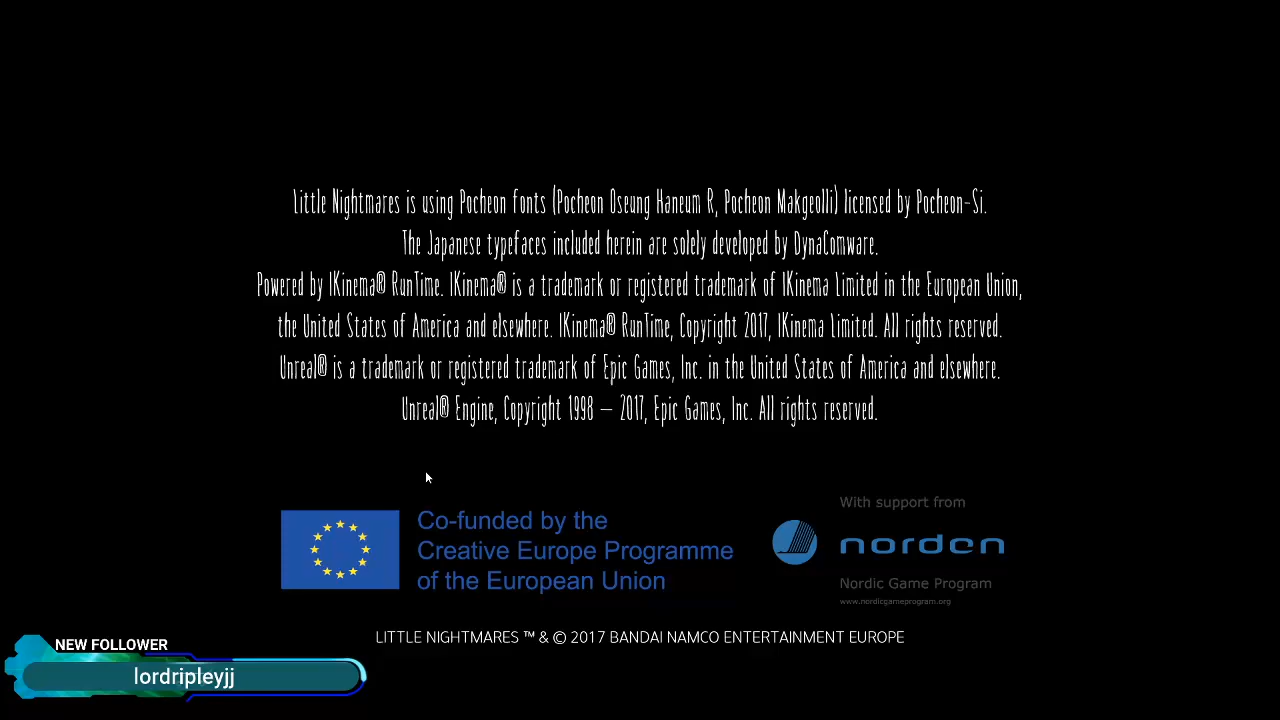 Little Nightmares is using Pocheon fonts (Pocheon Oseung Haneum R, Pocheon Makgeolli) licensed by Pocheon-Si.
The Japanese typefaces included herein are solely developed by DynaComware.
Powered by IKinema® RunTime. IKinema® is a trademark or registered trademark of IKinema Limited in the European Union,
the United States of America and elsewhere. IKinema® RunTime, Copyright 2017, IKinema Limited. All rights reserved.
Unreal® is a trademark or registered trademark of Epic Games, Inc. in the United States of America and elsewhere.
Unreal® Engine, Copyright 1998 – 2017, Epic Games, Inc. All rights reserved.
Co-funded by the
Creative Europe Programme
of the European Union
With support from
norden
Nordic Game Program
www.nordicgameprogram.org
LITTLE NIGHTMARES ™ & © 2017 BANDAI NAMCO ENTERTAINMENT EUROPE
NEW FOLLOWER
lordripleyjj